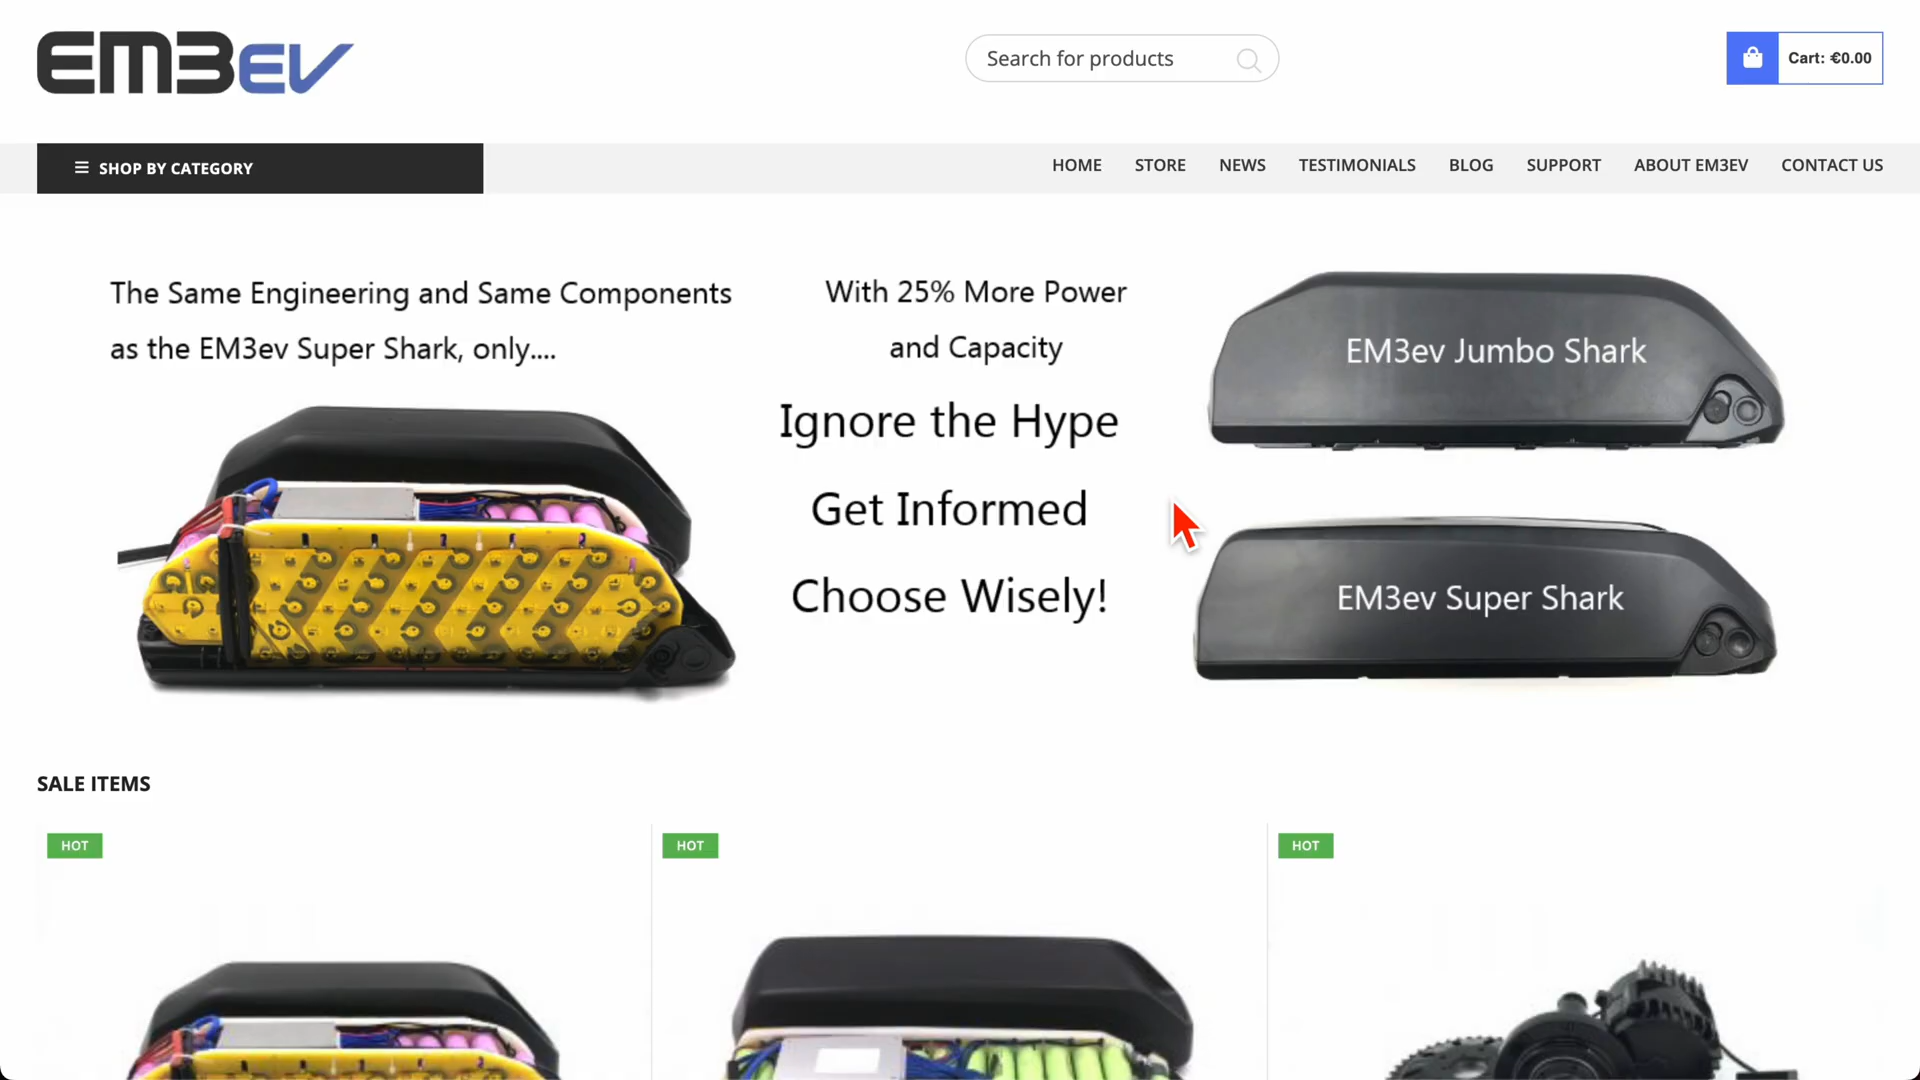 EM3ev
Search for products
Cart: €0.00
SHOP BY CATEGORY
HOME
STORE
NEWS
TESTIMONIALS
BLOG
SUPPORT
ABOUT EM3EV
CONTACT US
The Same Engineering and Same Components
as the EM3ev Super Shark, only....
With 25% More Power
and Capacity
Ignore the Hype
Get Informed
Choose Wisely!
EM3ev Jumbo Shark
EM3ev Super Shark
SALE ITEMS
HOT
HOT
HOT